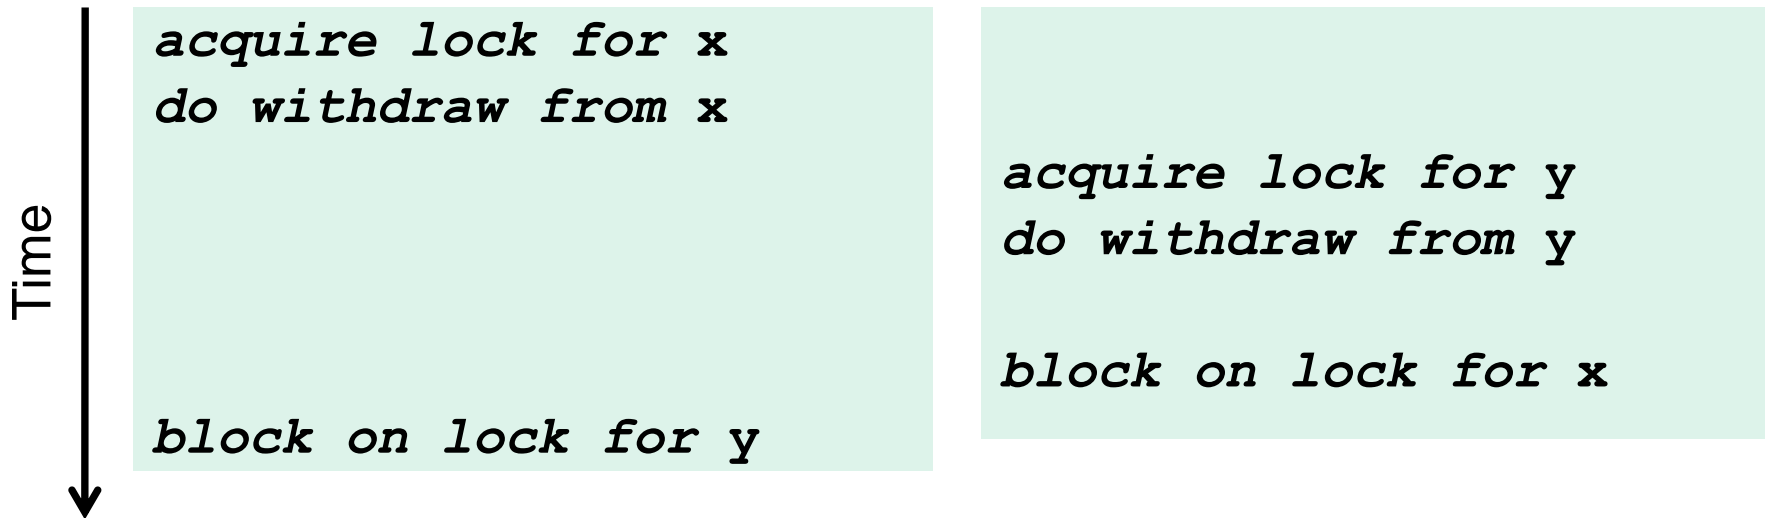 Time
acquire lock for x
do withdraw from x
block on lock for y
acquire lock for y
do withdraw from y
block on lock for x